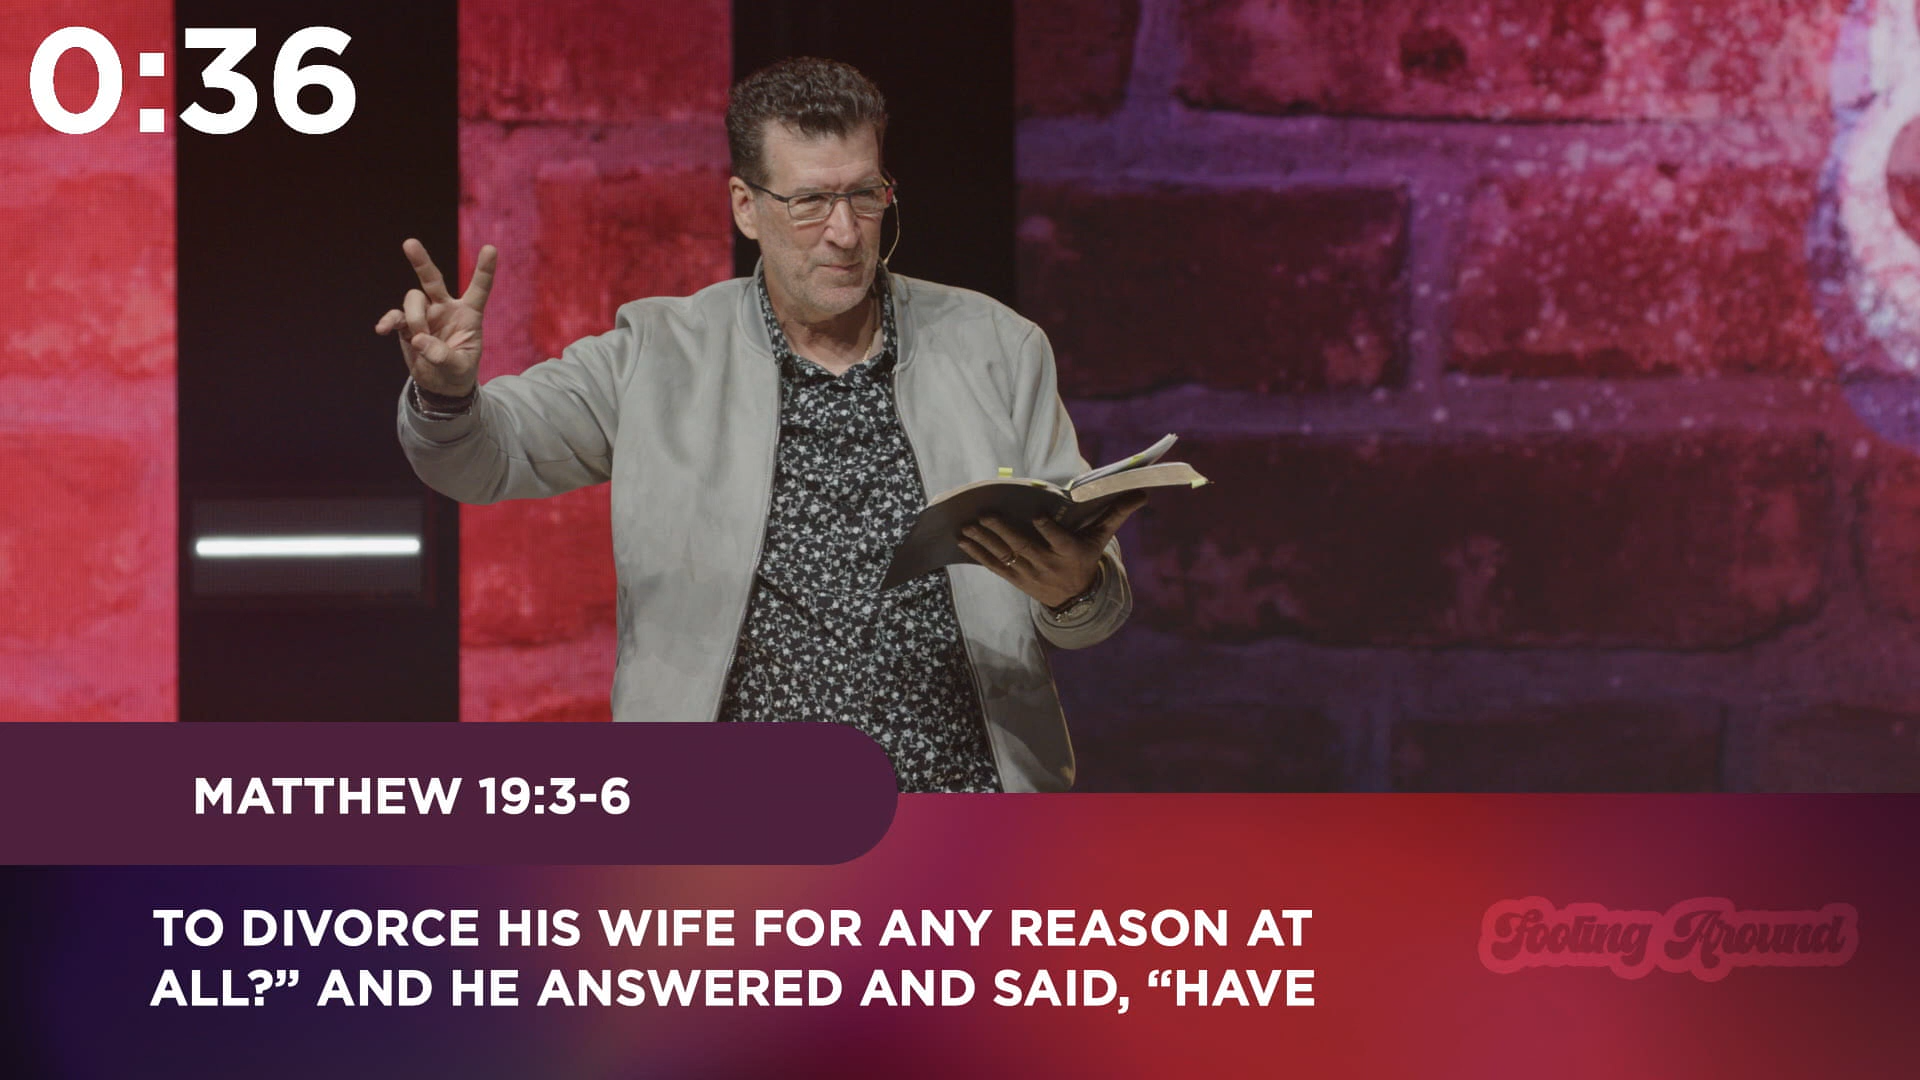 0:36
MATTHEW 19:3-6
TO DIVORCE HIS WIFE FOR ANY REASON AT
ALL?” AND HE ANSWERED AND SAID, “HAVE
Fooling Around